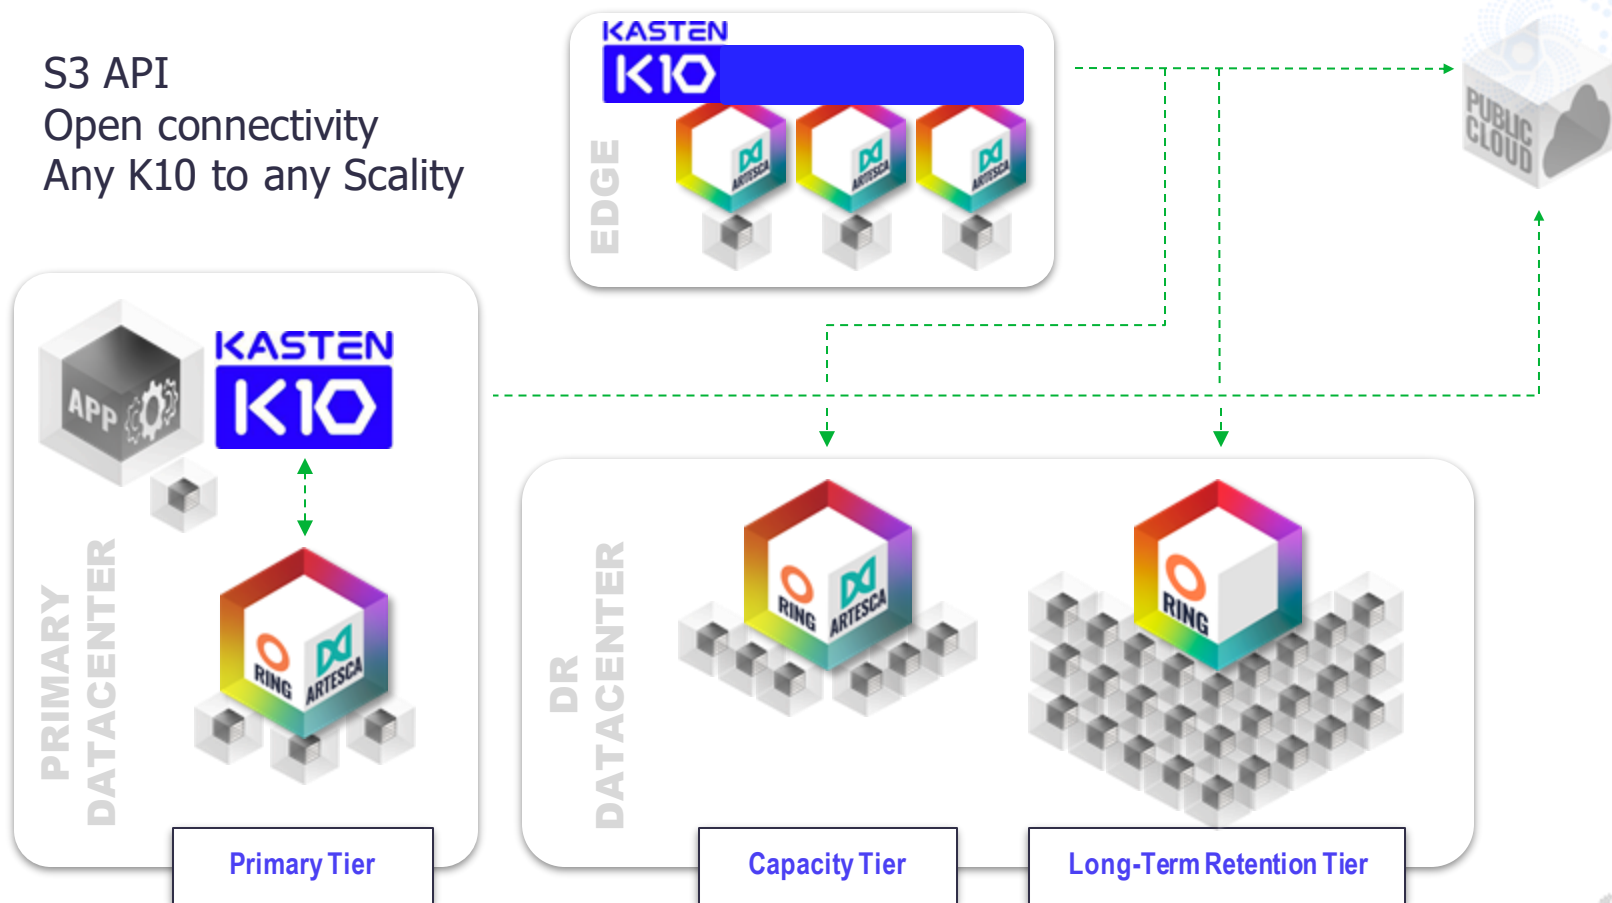 S3 API
Open connectivity
Any K10 to any Scality
KASTEN
K10
EDGE
ARTESCA
ARTESCA
ARTESCA
PUBLIC
CLOUD
APP
KASTEN
K10
PRIMARY
DATACENTER
RING
ARTESCA
Primary Tier
DR
DATACENTER
RING
ARTESCA
Capacity Tier
RING
Long-Term Retention Tier